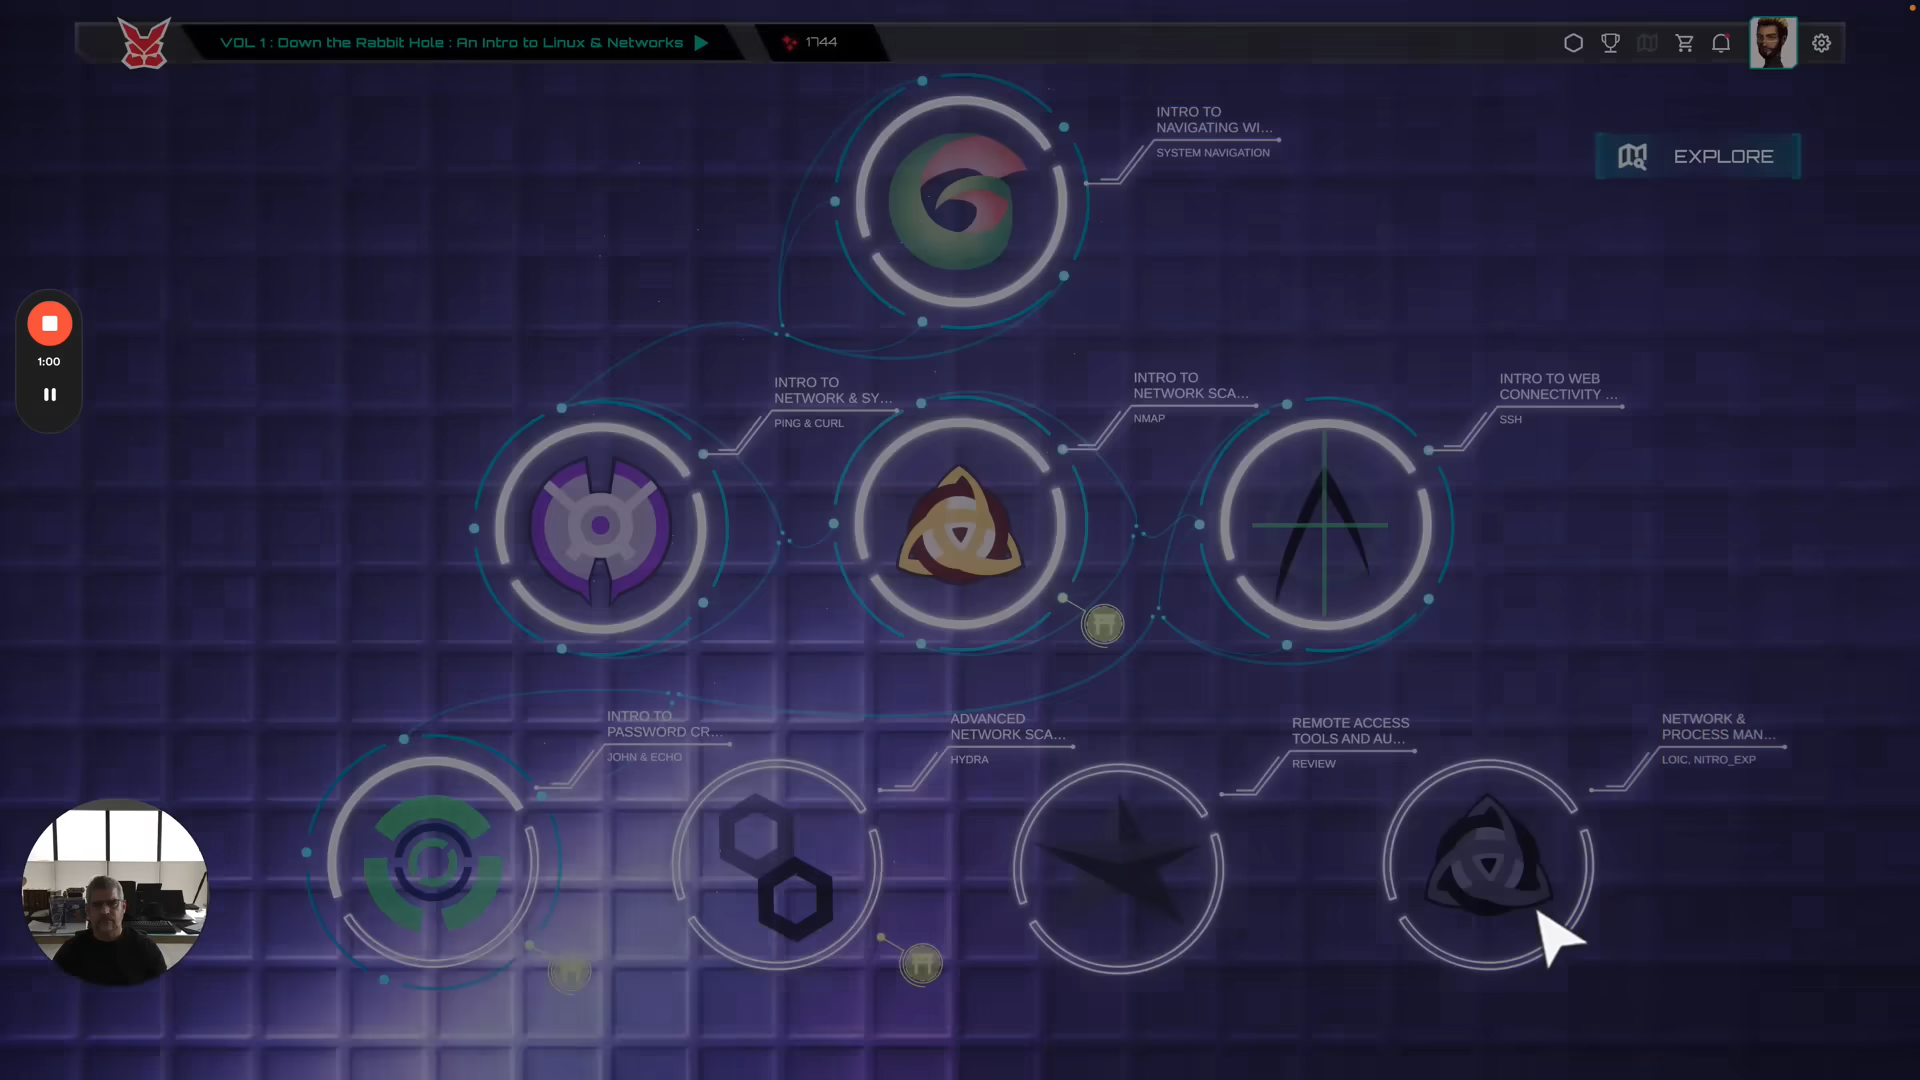 VOL 1 : Down the Rabbit Hole : An Intro to Linux & Networks
1744
INTRO TO
NAVIGATING WI...
SYSTEM NAVIGATION
EXPLORE
1:00
INTRO TO
NETWORK & SY...
PING & CURL
INTRO TO
NETWORK SCA...
NMAP
INTRO TO WEB
CONNECTIVITY ...
SSH
INTRO TO
PASSWORD CR...
JOHN & ECHO
ADVANCED
NETWORK SCA...
HYDRA
REMOTE ACCESS
TOOLS AND AU...
REVIEW
NETWORK &
PROCESS MAN...
LOIC, NITRO_EXP